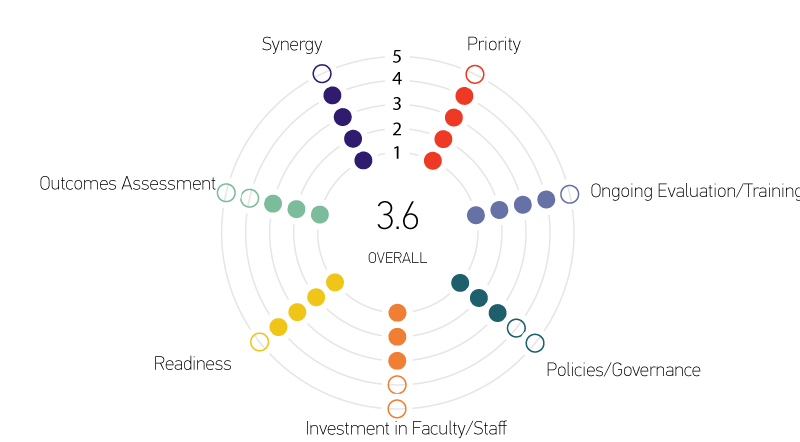 Synergy
Priority
5
4
3
2
1
Outcomes Assessment
Ongoing Evaluation/Training
3.6
OVERALL
Readiness
Policies/Governance
Investment in Faculty/Staff